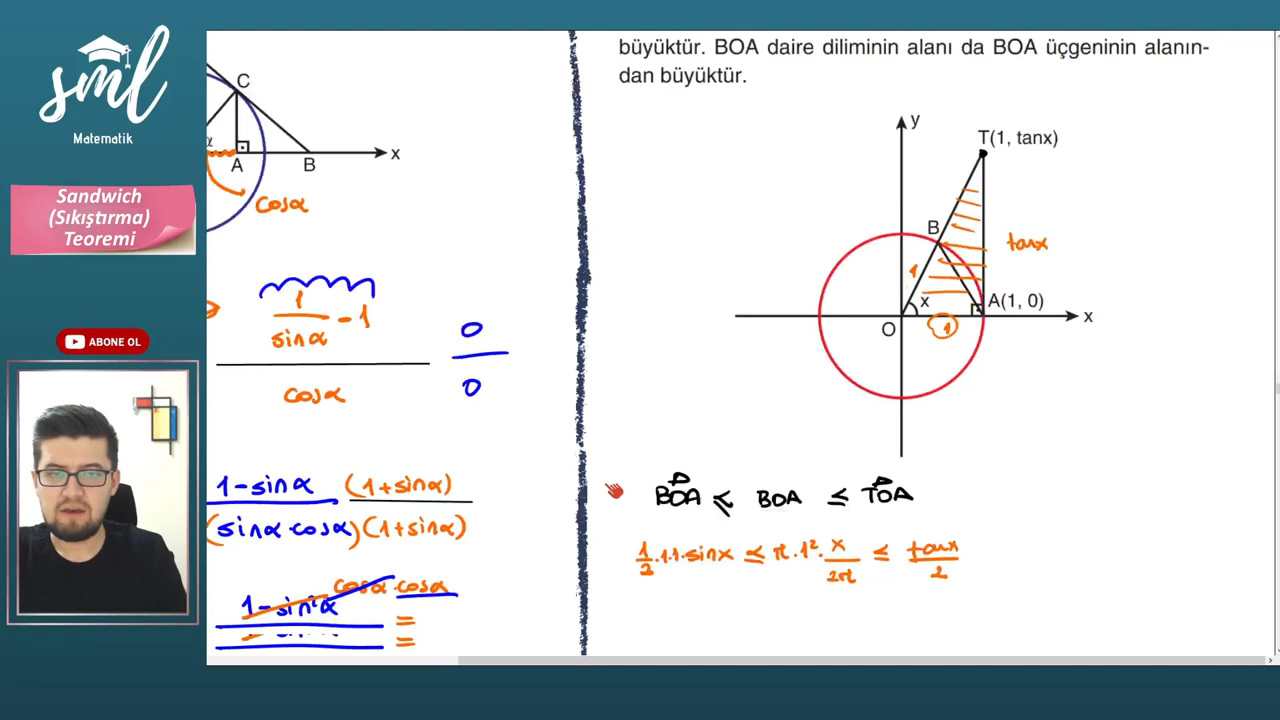 sml
Matematik
Sandwich
(Sıkıştırma)
Teoremi
ABONE OL
C
α
A
B
x
cosα
1/sinα - 1
cosα
0/0
1-sinα (1+sinα)
(sinα cosα)(1+sinα)
cosα cosα
1-sin²α
=
=
büyüktür. BOA daire diliminin alanı da BOA üçgeninin alanın-
dan büyüktür.
y
T(1, tanx)
B
tanx
1
x
A(1, 0)
O
1
x
BOA ≤ BOA ≤ TOA
1/2 .1.1.sinx ≤ π.1². x/2π ≤ tanx/2